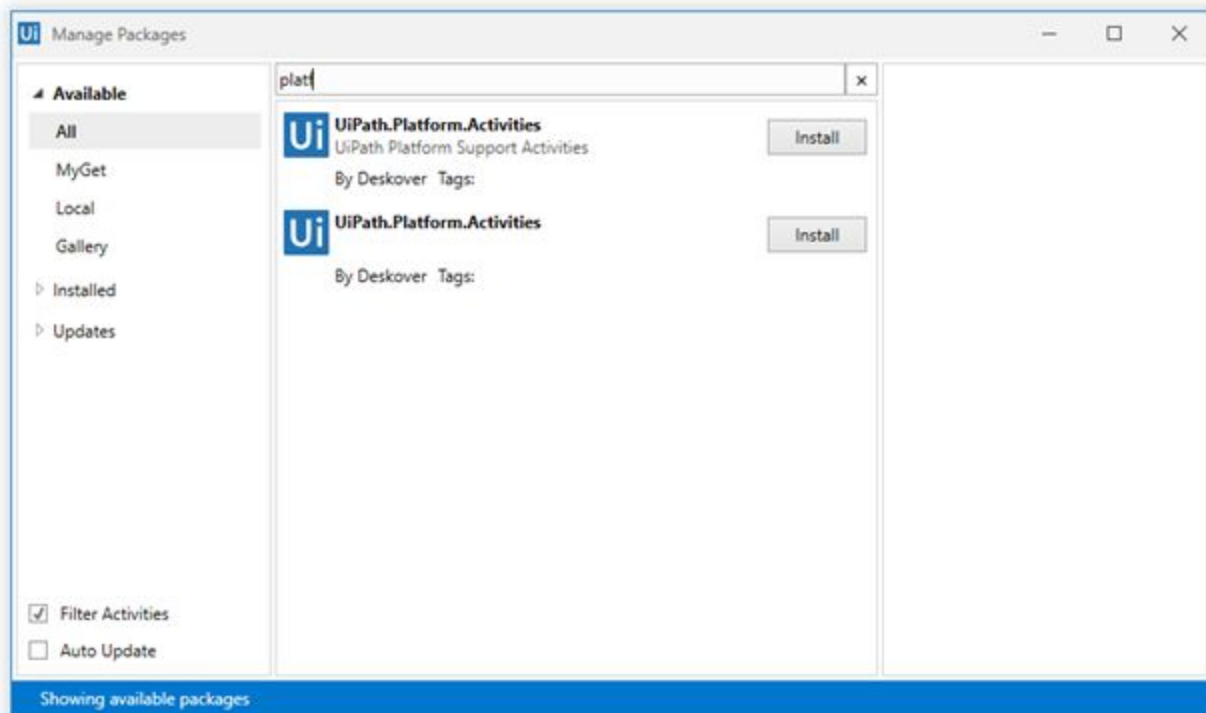 Ui Manage Packages
Available
All
MyGet
Local
Gallery
Installed
Updates
Filter Activities
Auto Update
platf
Ui UiPath.Platform.Activities
UiPath Platform Support Activities
By Deskover Tags:
Install
Ui UiPath.Platform.Activities
By Deskover Tags:
Install
Showing available packages